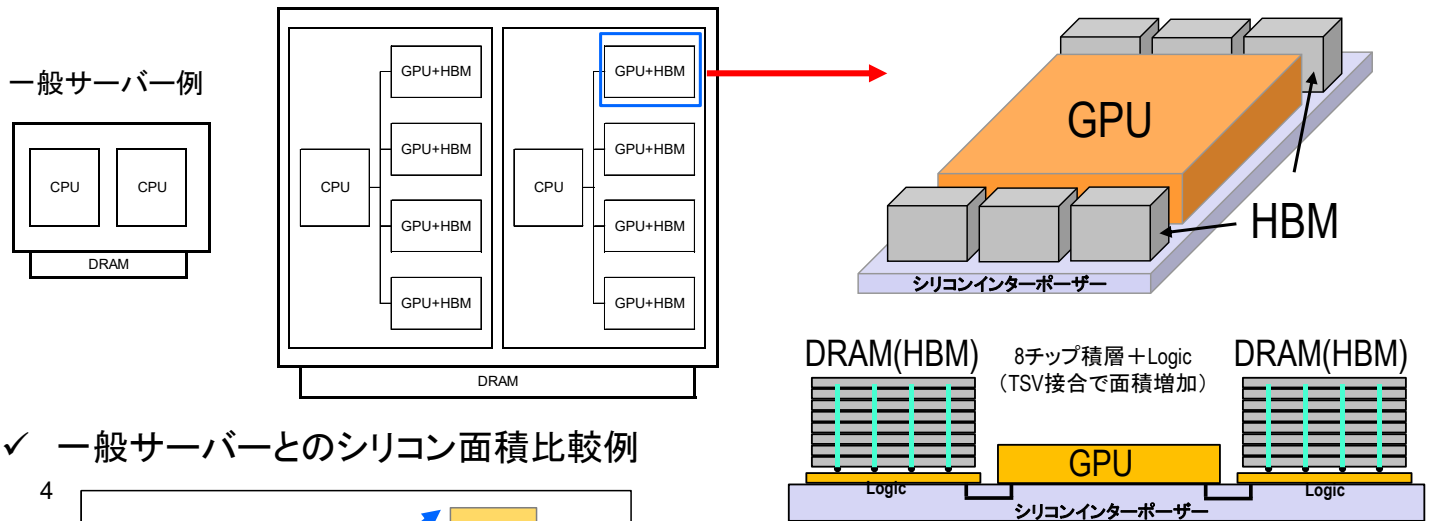 一般サーバー例
CPU
CPU
DRAM
CPU
GPU+HBM
GPU+HBM
GPU+HBM
GPU+HBM
CPU
GPU+HBM
GPU+HBM
GPU+HBM
GPU+HBM
DRAM
GPU
HBM
シリコンインターポーザー
DRAM(HBM)
8チップ積層＋Logic
（TSV接合で面積増加）
DRAM(HBM)
GPU
Logic
Logic
シリコンインターポーザー
✓ 一般サーバーとのシリコン面積比較例
4